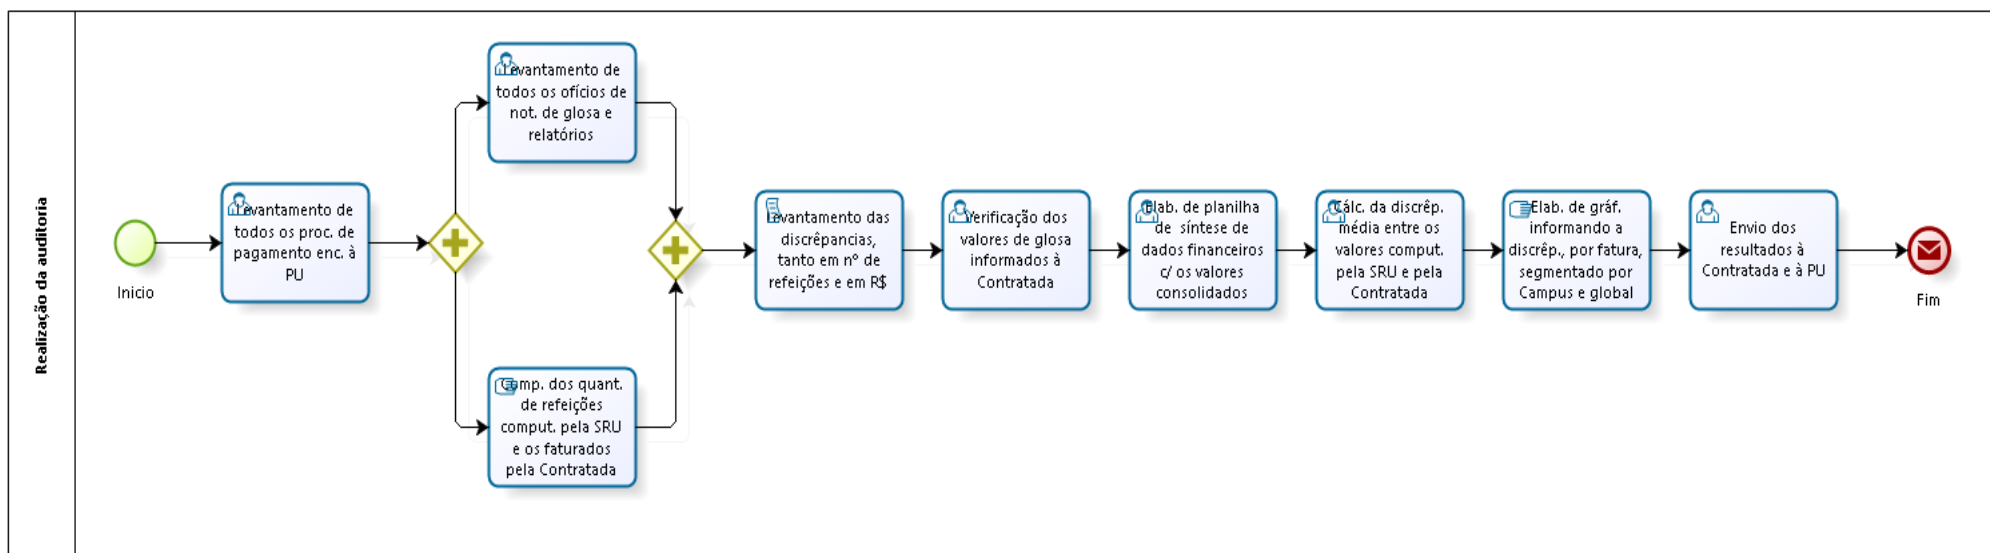 Realização da auditoria
Inicio
Levantamento de
todos os proc. de
pagamento enc. à
PU
Levantamento de
todos os ofícios de
not. de glosa e
relatórios
Comp. dos quant.
de refeições
comput. pela SRU
e os faturados
pela Contratada
Levantamento das
discrêpancias,
tanto em nº de
refeições e em R$
Verificação dos
valores de glosa
informados à
Contratada
Elab. de planilha
de síntese de
dados financeiros
c/ os valores
consolidados
Cálc. da discrêp.
média entre os
valores comput.
pela SRU e pela
Contratada
Elab. de gráf.
informando a
discrêp., por fatura,
segmentado por
Campus e global
Envio dos
resultados à
Contratada e à PU
Fim